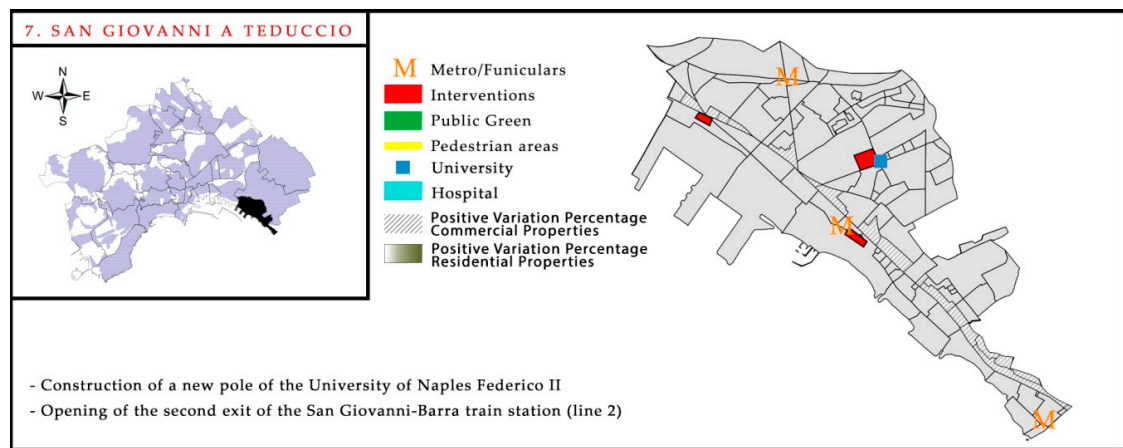 7. SAN GIOVANNI A TEDUCCIO
N
W E
S
M Metro/Funiculars
Interventions
Public Green
Pedestrian areas
University
Hospital
Positive Variation Percentage
Commercial Properties
Positive Variation Percentage
Residential Properties
M
M
M
- Construction of a new pole of the University of Naples Federico II
- Opening of the second exit of the San Giovanni-Barra train station (line 2)